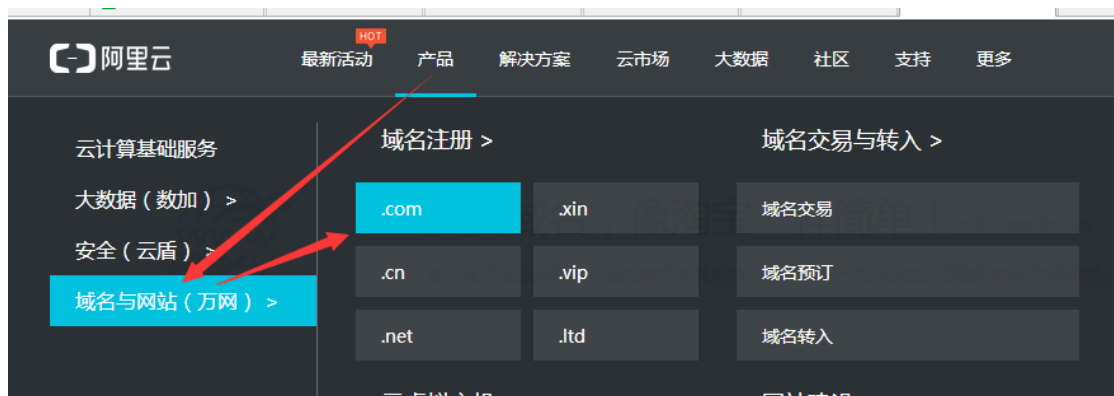 HOT
阿里云 最新活动 产品 解决方案 云市场 大数据 社区 支持 更多
云计算基础服务
大数据（数加） >
安全（云盾） >
域名与网站（万网） >
域名注册 >
.com .xin
.cn .vip
.net .ltd
域名交易与转入 >
域名交易
域名预订
域名转入